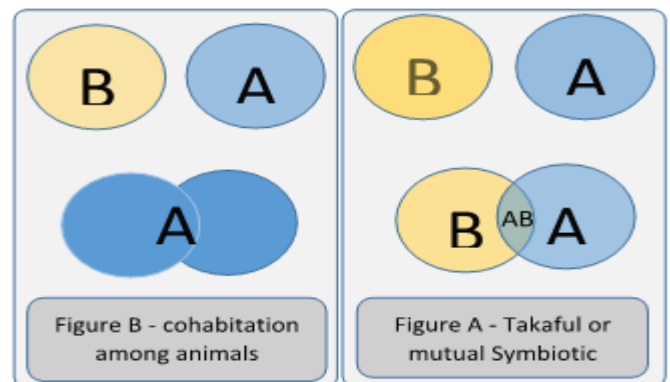 B A
A
Figure B - cohabitation
among animals
B A
B AB A
Figure A - Takaful or
mutual Symbiotic